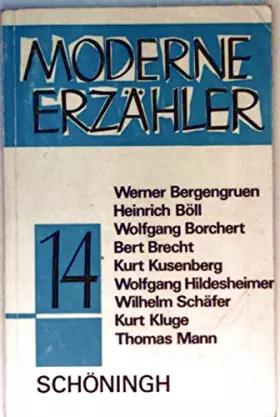 MODERNE
ERZÄHLER
14
Werner Bergengruen
Heinrich Böll
Wolfgang Borchert
Bert Brecht
Kurt Kusenberg
Wolfgang Hildesheimer
Wilhelm Schäfer
Kurt Kluge
Thomas Mann
SCHÖNINGH